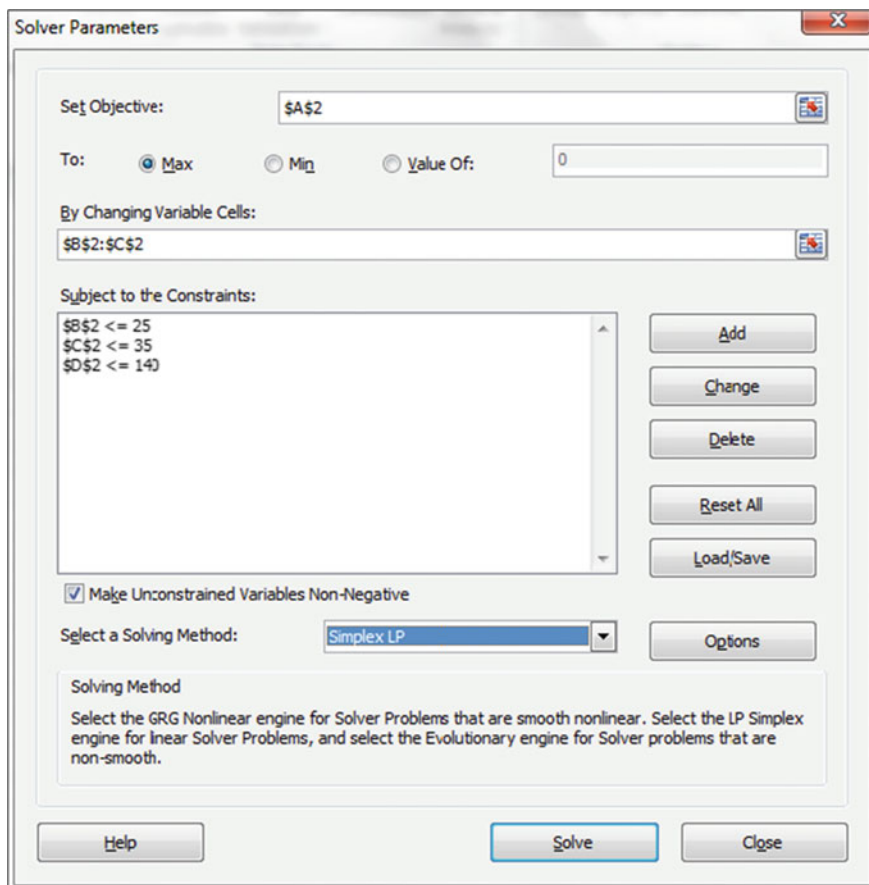 Solver Parameters
Set Objective:
$A$2
To:
Max
Min
Value Of:
0
By Changing Variable Cells:
$B$2:$C$2
Subject to the Constraints:
$B$2 <= 25
$C$2 <= 35
$D$2 <= 140
Add
Change
Delete
Reset All
Load/Save
Make Unconstrained Variables Non-Negative
Select a Solving Method:
Simplex LP
Options
Solving Method
Select the GRG Nonlinear engine for Solver Problems that are smooth nonlinear. Select the LP Simplex
engine for linear Solver Problems, and select the Evolutionary engine for Solver problems that are
non-smooth.
Help
Solve
Close